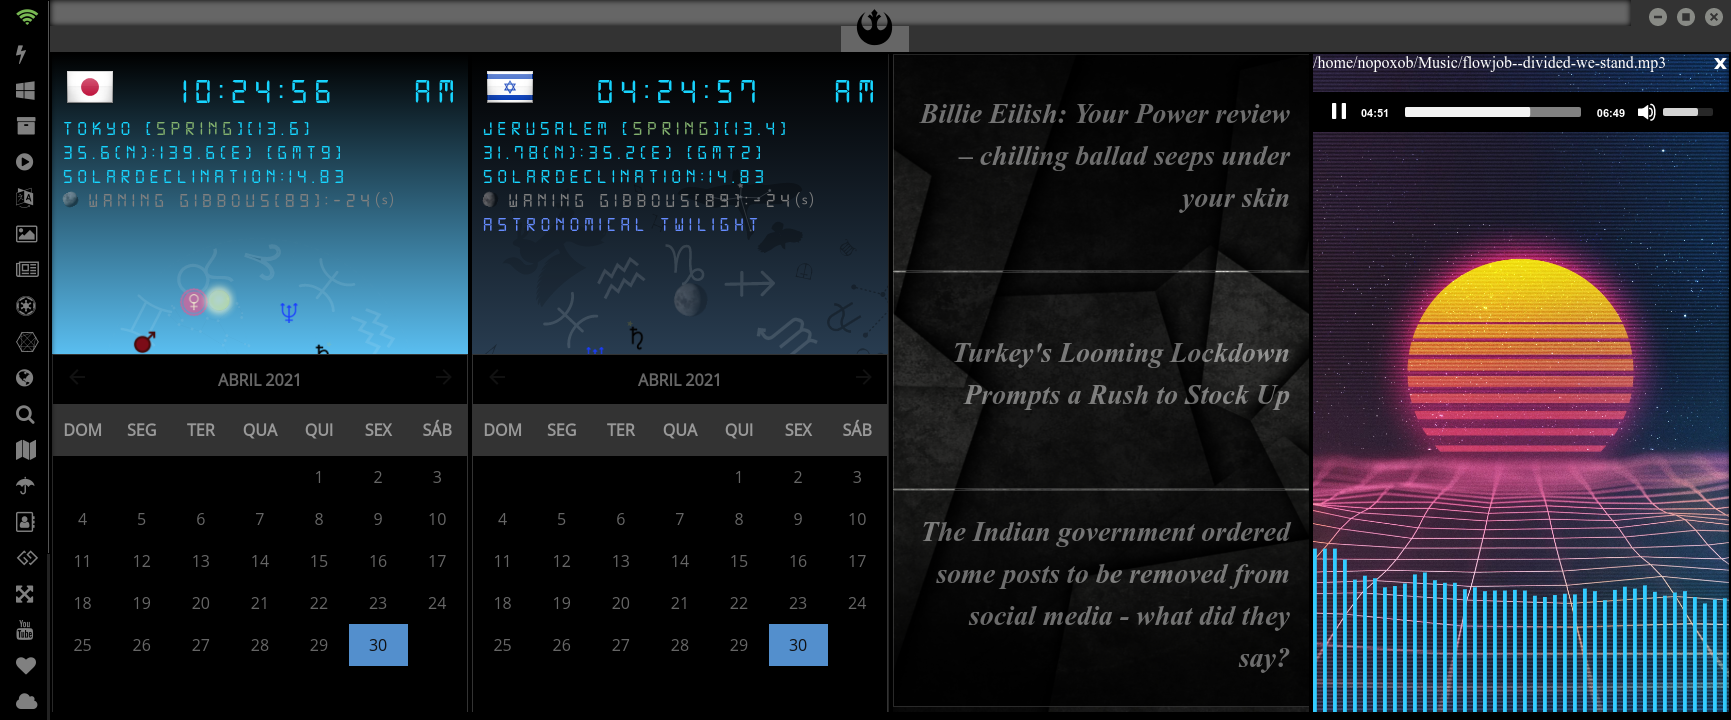 10:24:56 AM
TOKYO [SPRING][13.6]
35.6(N):139.6(E) [GMT9]
SOLARDECLINATION:14.83
WANING GIBBOUS[89]:-24(s)
ABRIL 2021
DOM SEG TER QUA QUI SEX SÁB
1 2 3
4 5 6 7 8 9 10
11 12 13 14 15 16 17
18 19 20 21 22 23 24
25 26 27 28 29 30
04:24:57 AM
JERUSALEM [SPRING][13.4]
31.78(N):35.2(E) [GMT2]
SOLARDECLINATION:14.83
WANING GIBBOUS[89]:-24(s)
ASTRONOMICAL TWILIGHT
ABRIL 2021
DOM SEG TER QUA QUI SEX SÁB
1 2 3
4 5 6 7 8 9 10
11 12 13 14 15 16 17
18 19 20 21 22 23 24
25 26 27 28 29 30
Billie Eilish: Your Power review
– chilling ballad seeps under
your skin
Turkey's Looming Lockdown
Prompts a Rush to Stock Up
The Indian government ordered
some posts to be removed from
social media - what did they
say?
/home/nopoxob/Music/flowjob--divided-we-stand.mp3 x
04:51 06:49
You
Tube